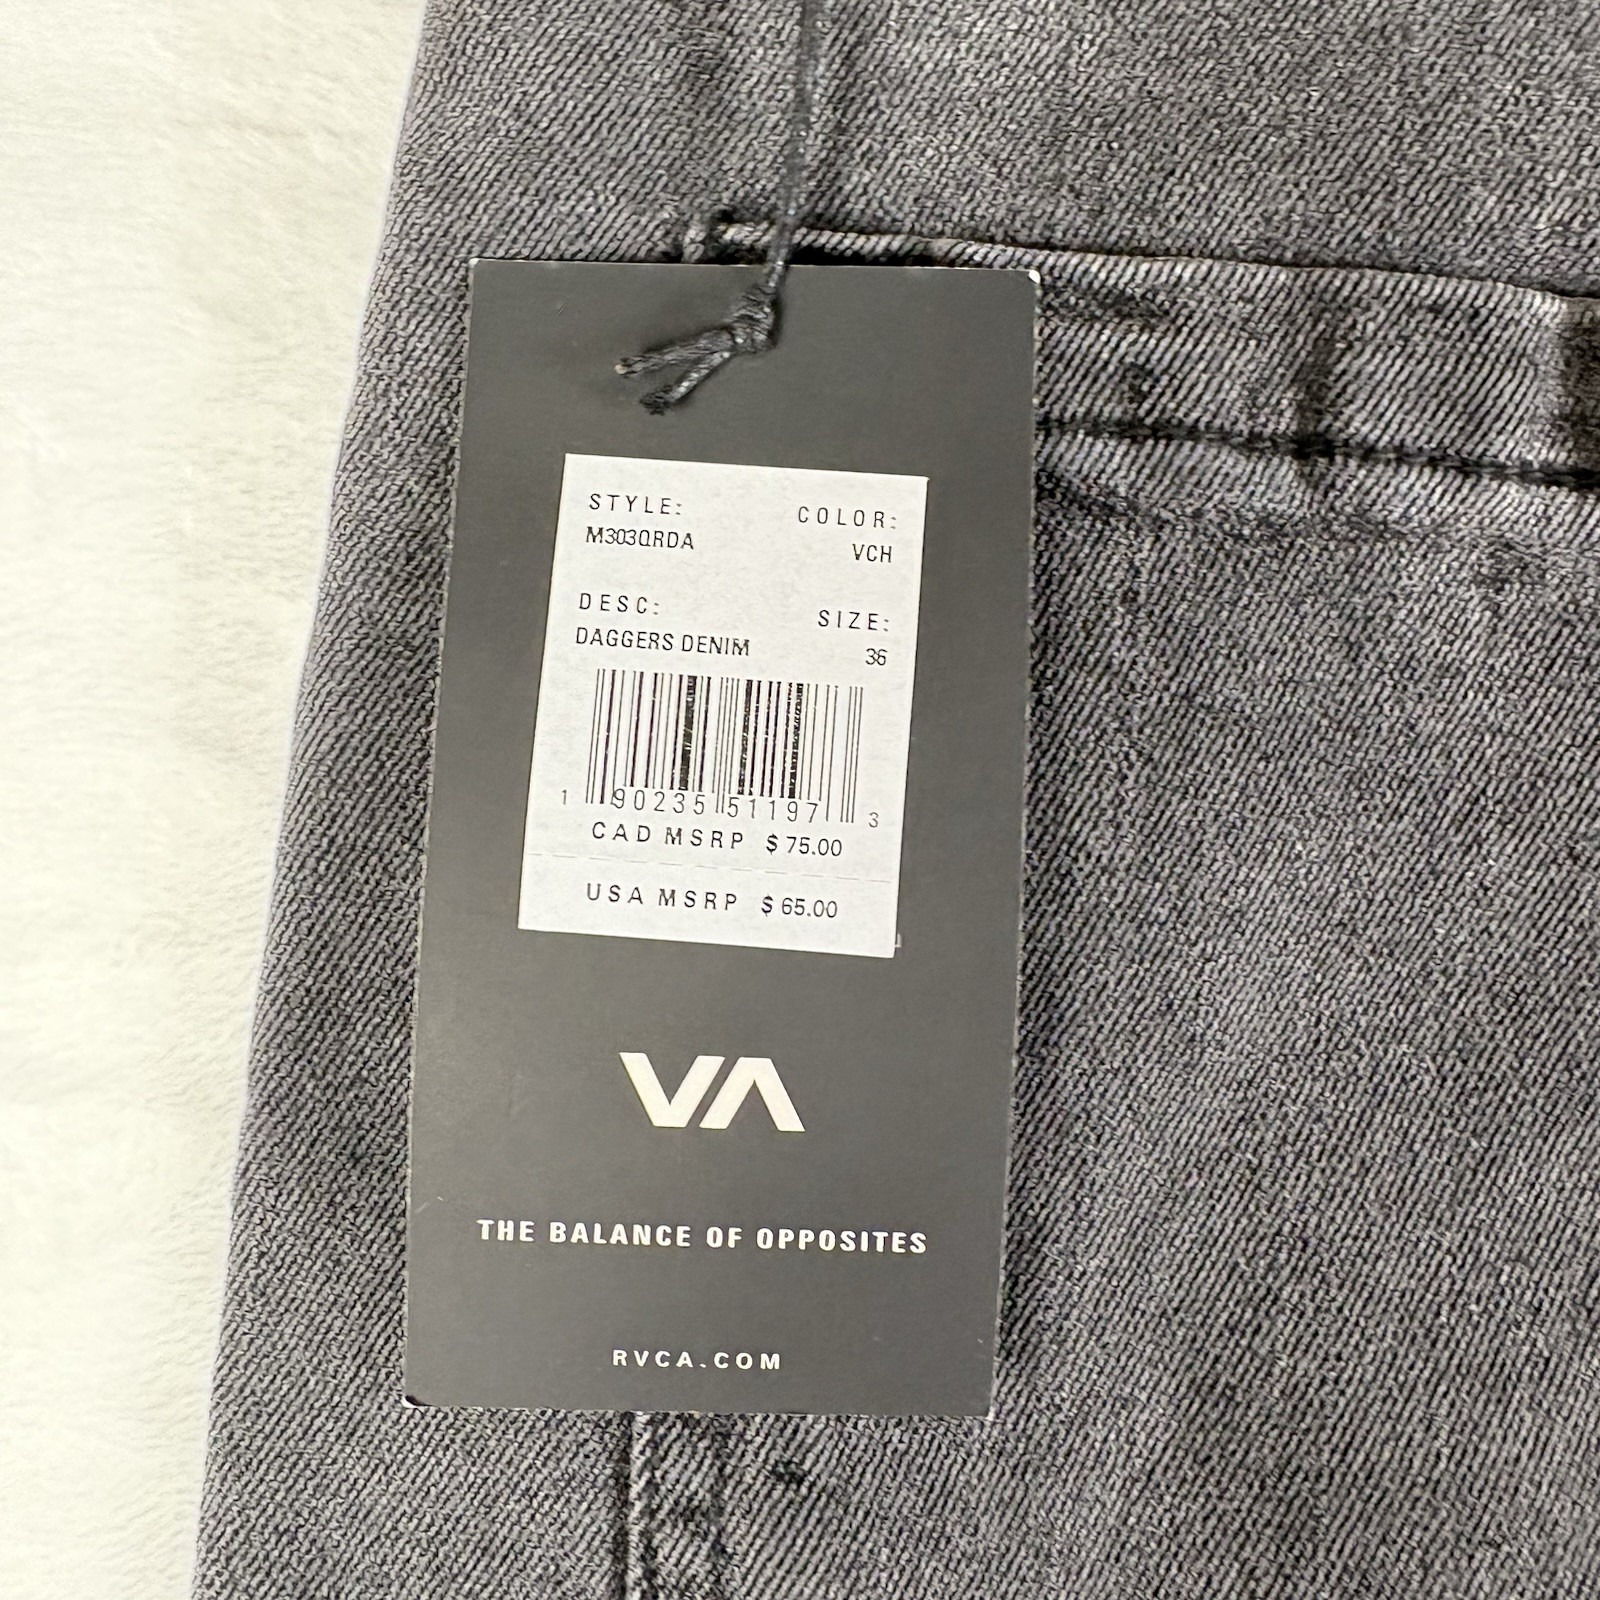 STYLE: COLOR:
M303QRDA VCH
DESC: SIZE:
DAGGERS DENIM 36
1 90235 51197 3
CAD MSRP $75.00
USA MSRP $65.00
VA
THE BALANCE OF OPPOSITES
RVCA.COM